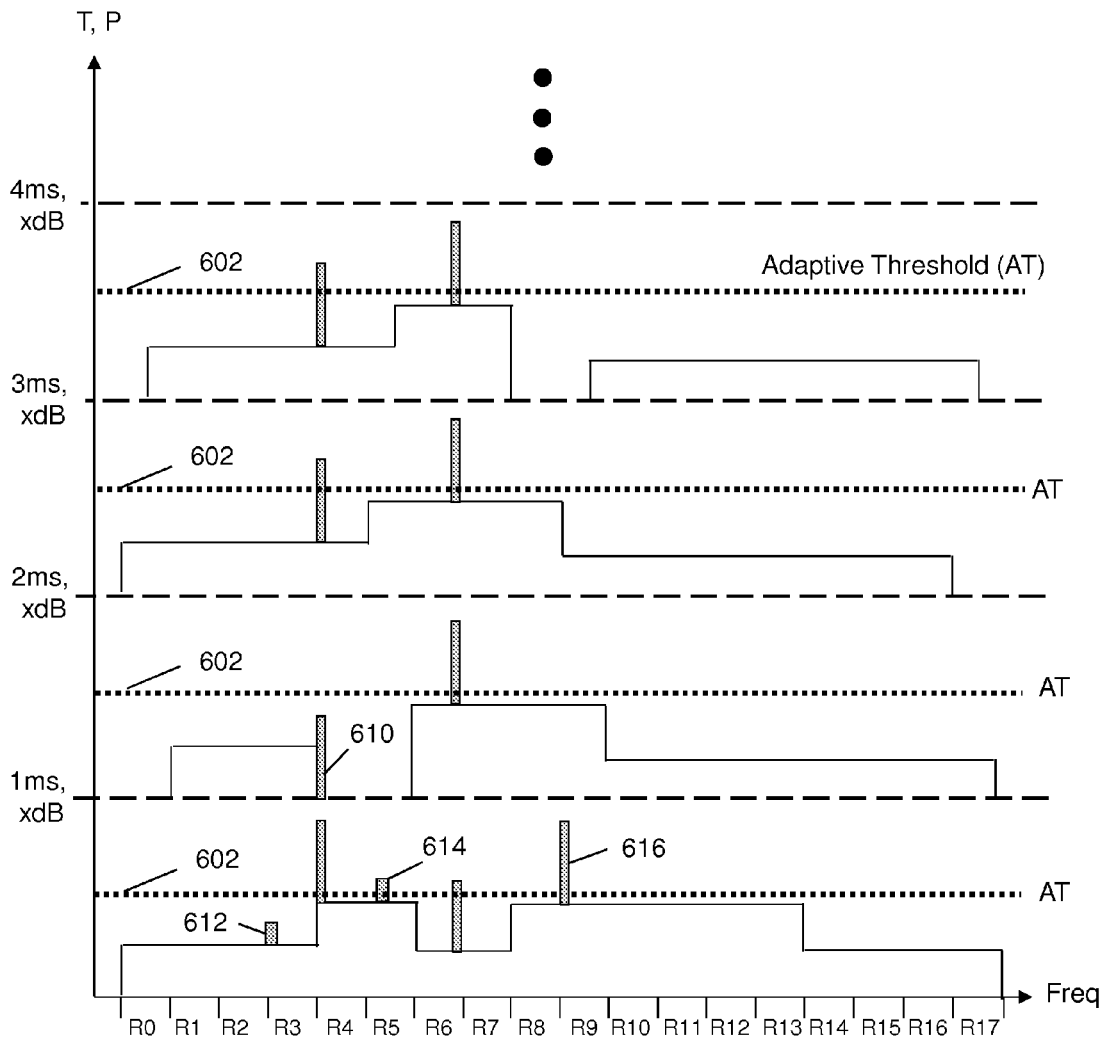 T, P
4ms,
xdB
602
Adaptive Threshold (AT)
3ms,
xdB
602
AT
2ms,
xdB
602
AT
610
1ms,
xdB
602
614
616
AT
612
Freq
R0 R1 R2 R3 R4 R5 R6 R7 R8 R9 R10 R11 R12 R13 R14 R15 R16 R17